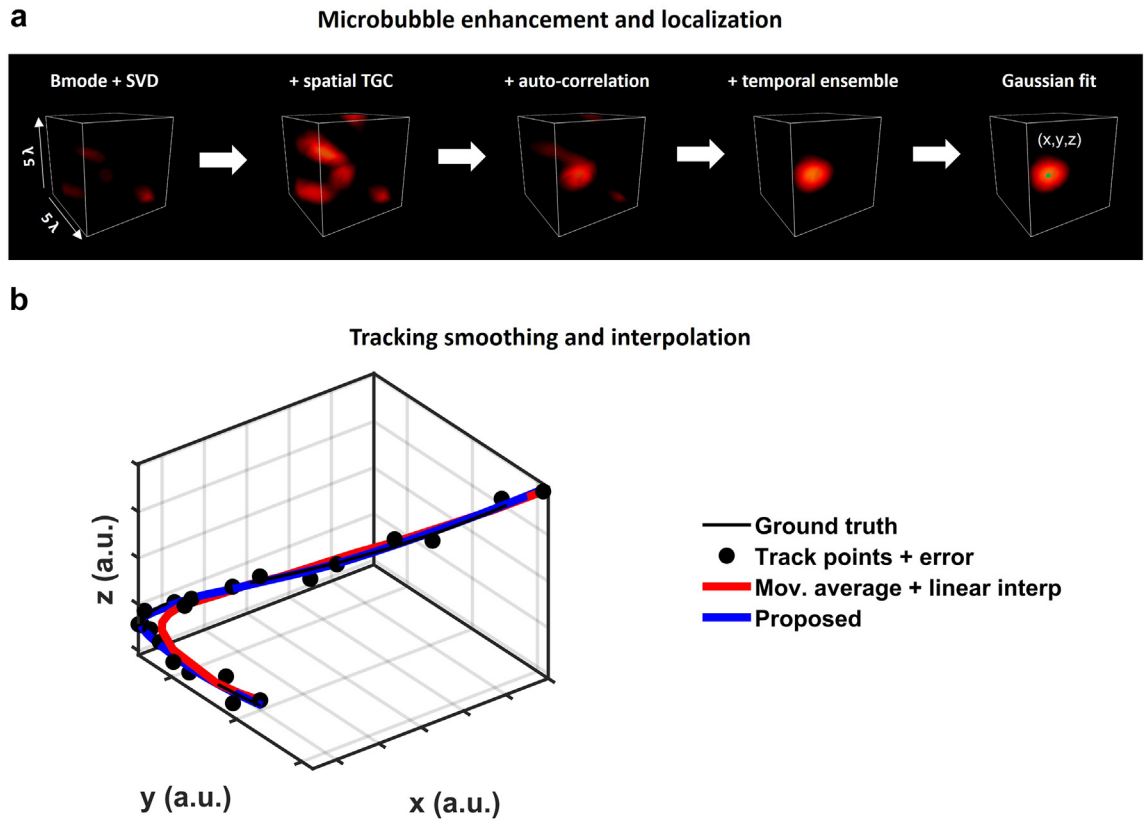 a
Microbubble enhancement and localization
Bmode + SVD
+ spatial TGC
+ auto-correlation
+ temporal ensemble
Gaussian fit
5 λ
5 λ
(x,y,z)
b
Tracking smoothing and interpolation
z (a.u.)
y (a.u.)
x (a.u.)
Ground truth
Track points + error
Mov. average + linear interp
Proposed